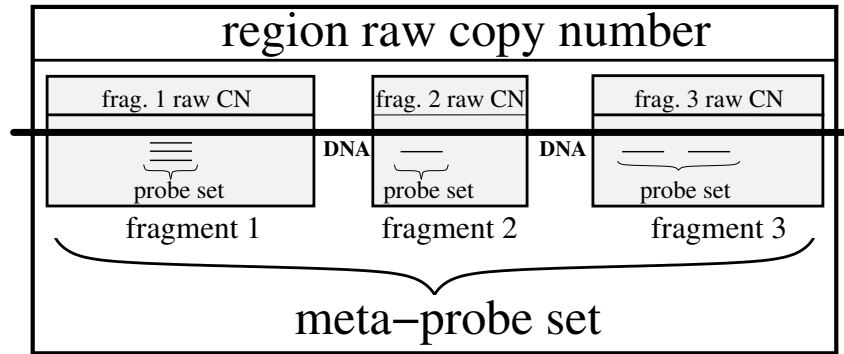 region raw copy number
frag. 1 raw CN
frag. 2 raw CN
frag. 3 raw CN
DNA
DNA
probe set
probe set
probe set
fragment 1
fragment 2
fragment 3
meta−probe set